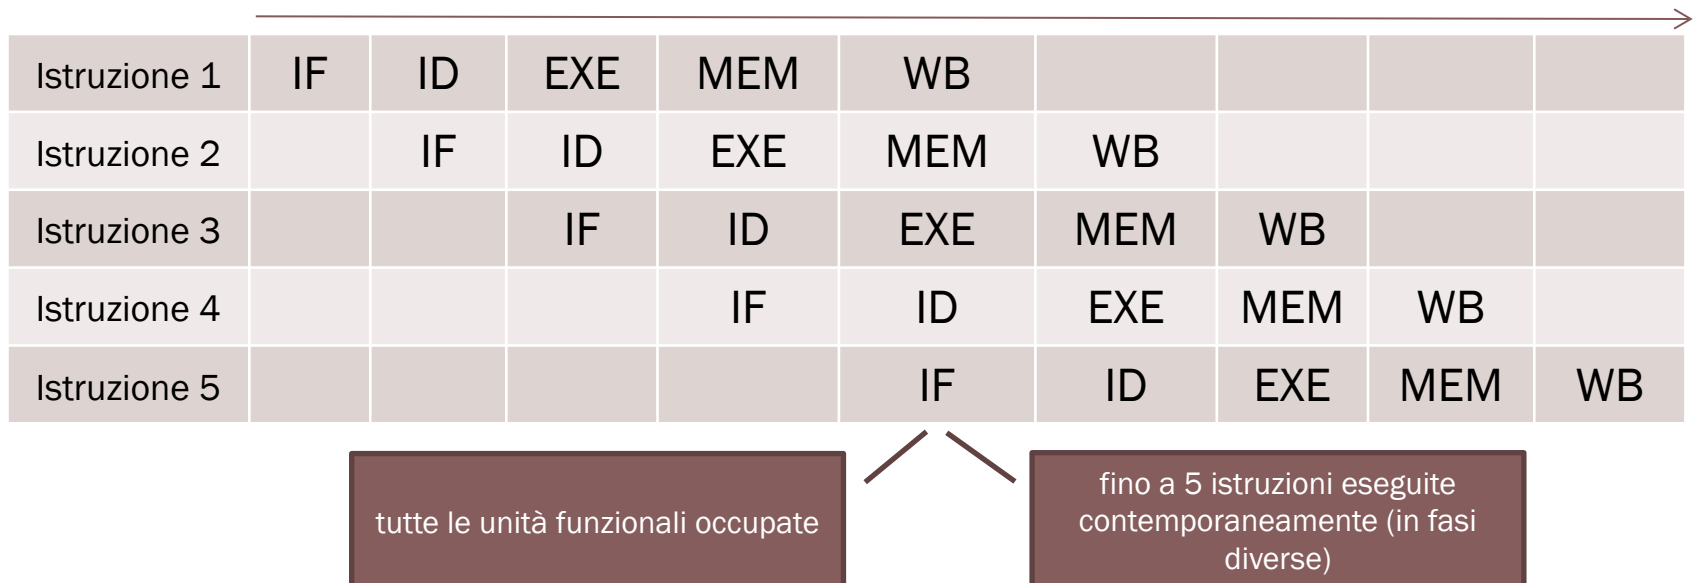 Istruzione 1 IF ID EXE MEM WB
Istruzione 2 IF ID EXE MEM WB
Istruzione 3 IF ID EXE MEM WB
Istruzione 4 IF ID EXE MEM WB
Istruzione 5 IF ID EXE MEM WB
tutte le unità funzionali occupate
fino a 5 istruzioni eseguite
contemporaneamente (in fasi
diverse)